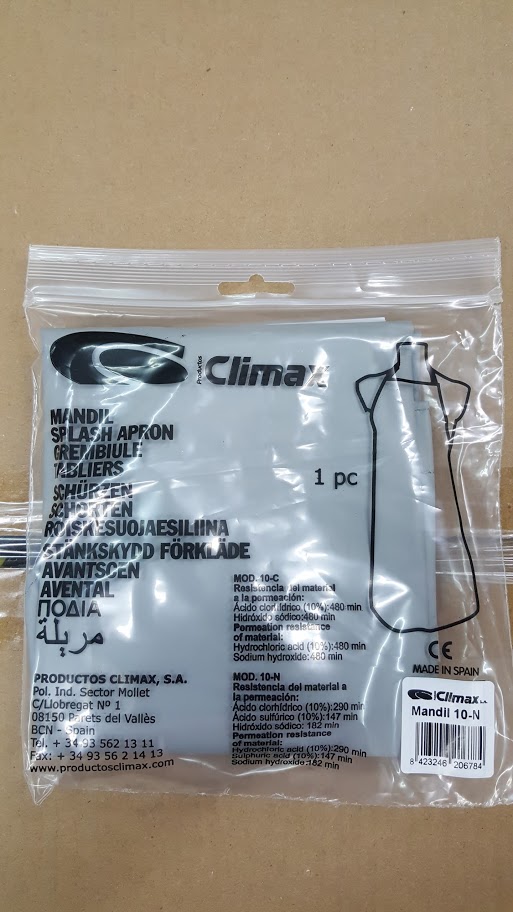 Productos Climax
MANDIL
SPLASH APRON
GREMBIULE
TABLIERS
SCHÜRZEN
SCHORTEN
ROISKESUOJAESILIINA
STÄNKSKYDD FÖRKLÄDE
AVANTSCEN
AVENTAL
ΠΟΔΙΑ
مريلة
1 pc
MOD. 10-C
Resistencia del material
a la permeación:
Ácido clorhídrico (10%):480 min
Hidróxido sódico:480 min
Permeation resistance
of material:
Hydrochloric acid (10%):480 min
Sodium hydroxide:480 min
MOD. 10-N
Resistencia del material a
la permeación:
Ácido clorhídrico (10%):290 min
Ácido sulfúrico (10%):147 min
Hidróxido sódico: 182 min
Permeation resistance
of material:
Hydrochloric acid (10%):290 min
Sulphuric acid (10%):147 min
Sodium hydroxide:182 min
PRODUCTOS CLIMAX, S.A.
Pol. Ind. Sector Mollet
C/Llobregat Nº 1
08150 Parets del Vallès
BCN - Spain
Tel. + 34 93 562 13 11
Fax: + 34 93 56 2 14 13
www.productosclimax.com
CE
MADE IN SPAIN
Climax S.A.
Mandil 10-N
8 423246 206784